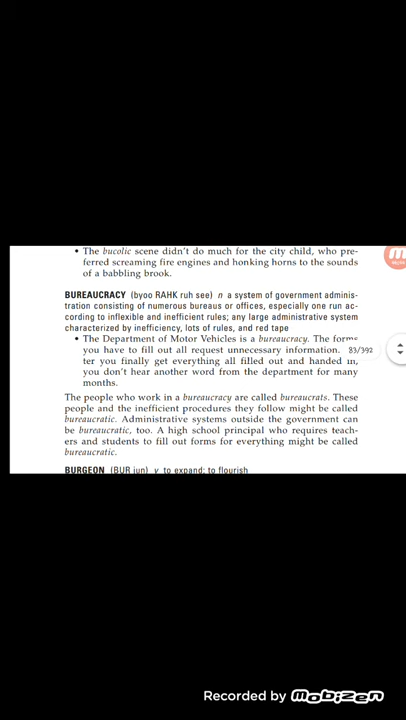 • The bucolic scene didn't do much for the city child, who pre-
ferred screaming fire engines and honking horns to the sounds
of a babbling brook.
BUREAUCRACY (byoo RAHK ruh see) n a system of government adminis-
tration consisting of numerous bureaus or offices, especially one run ac-
cording to inflexible and inefficient rules; any large administrative system
characterized by inefficiency, lots of rules, and red tape
• The Department of Motor Vehicles is a bureaucracy. The forms
you have to fill out all request unnecessary information. 83/392
ter you finally get everything all filled out and handed in,
you don't hear another word from the department for many
months.
The people who work in a bureaucracy are called bureaucrats. These
people and the inefficient procedures they follow might be called
bureaucratic. Administrative systems outside the government can
be bureaucratic, too. A high school principal who requires teach-
ers and students to fill out forms for everything might be called
bureaucratic.
BURGEON (BUR jun) v to expand; to flourish
Recorded by Mobizen